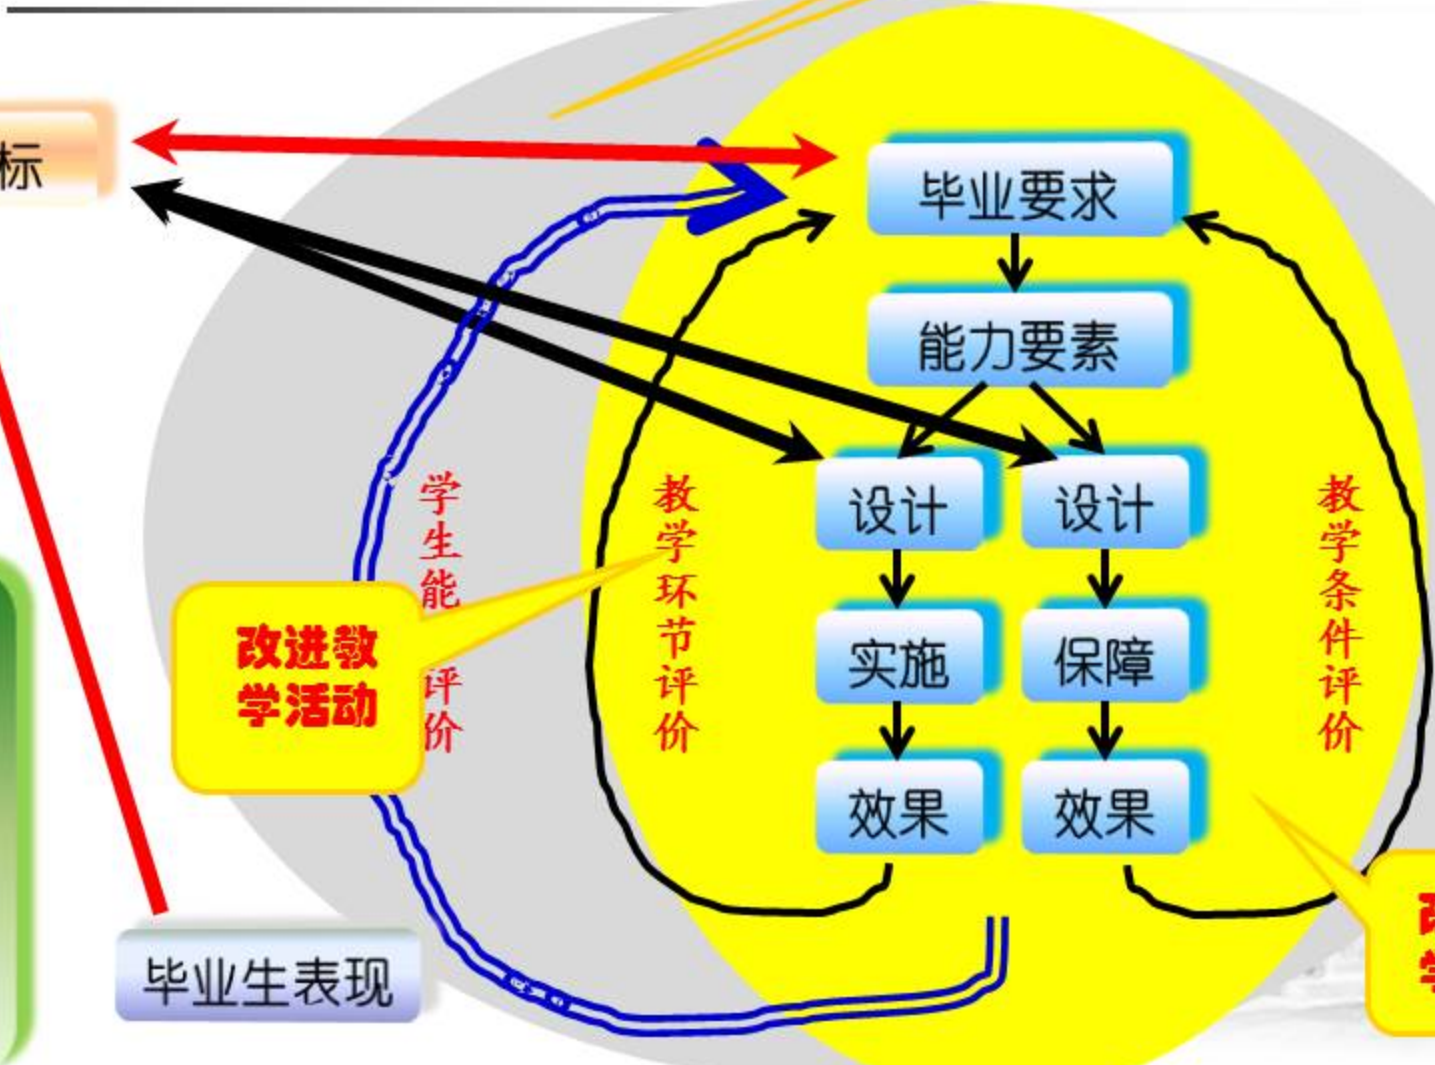 标
毕业要求
能力要素
设计
设计
实施
保障
效果
效果
学生能
评价
教学环节评价
教学条件评价
改进教
学活动
毕业生表现